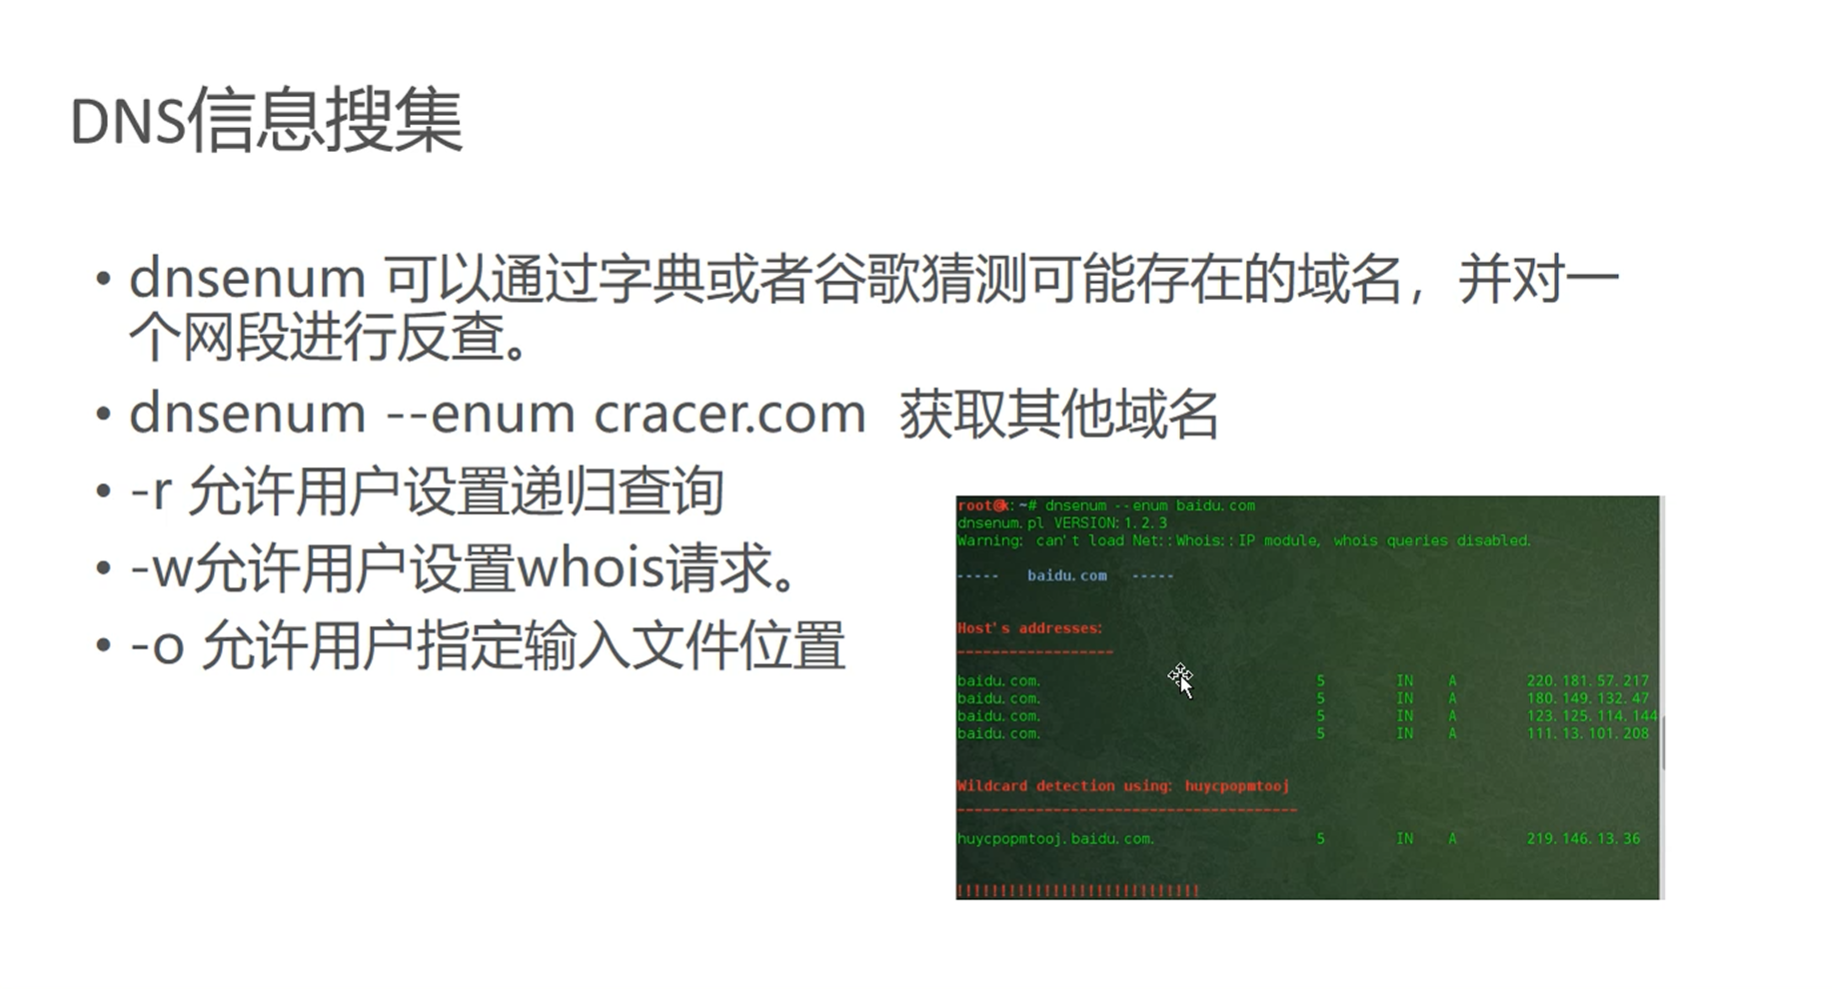 DNS信息搜集
• dnsenum 可以通过字典或者谷歌猜测可能存在的域名，并对一
个网段进行反查。
• dnsenum --enum cracer.com 获取其他域名
• -r 允许用户设置递归查询
• -w允许用户设置whois请求。
• -o 允许用户指定输入文件位置
root@k:~# dnsenum --enum baidu.com
dnsenum.pl VERSION:1.2.3
Warning: can't load Net::Whois::IP module, whois queries disabled.
----- baidu.com -----
Host's addresses:
------------------
baidu.com. 5 IN A 220.181.57.217
baidu.com. 5 IN A 180.149.132.47
baidu.com. 5 IN A 123.125.114.144
baidu.com. 5 IN A 111.13.101.208
Wildcard detection using: huycpopmtooj
---------------------------------------
huycpopmtooj.baidu.com. 5 IN A 219.146.13.36
!!!!!!!!!!!!!!!!!!!!!!!!!!!!